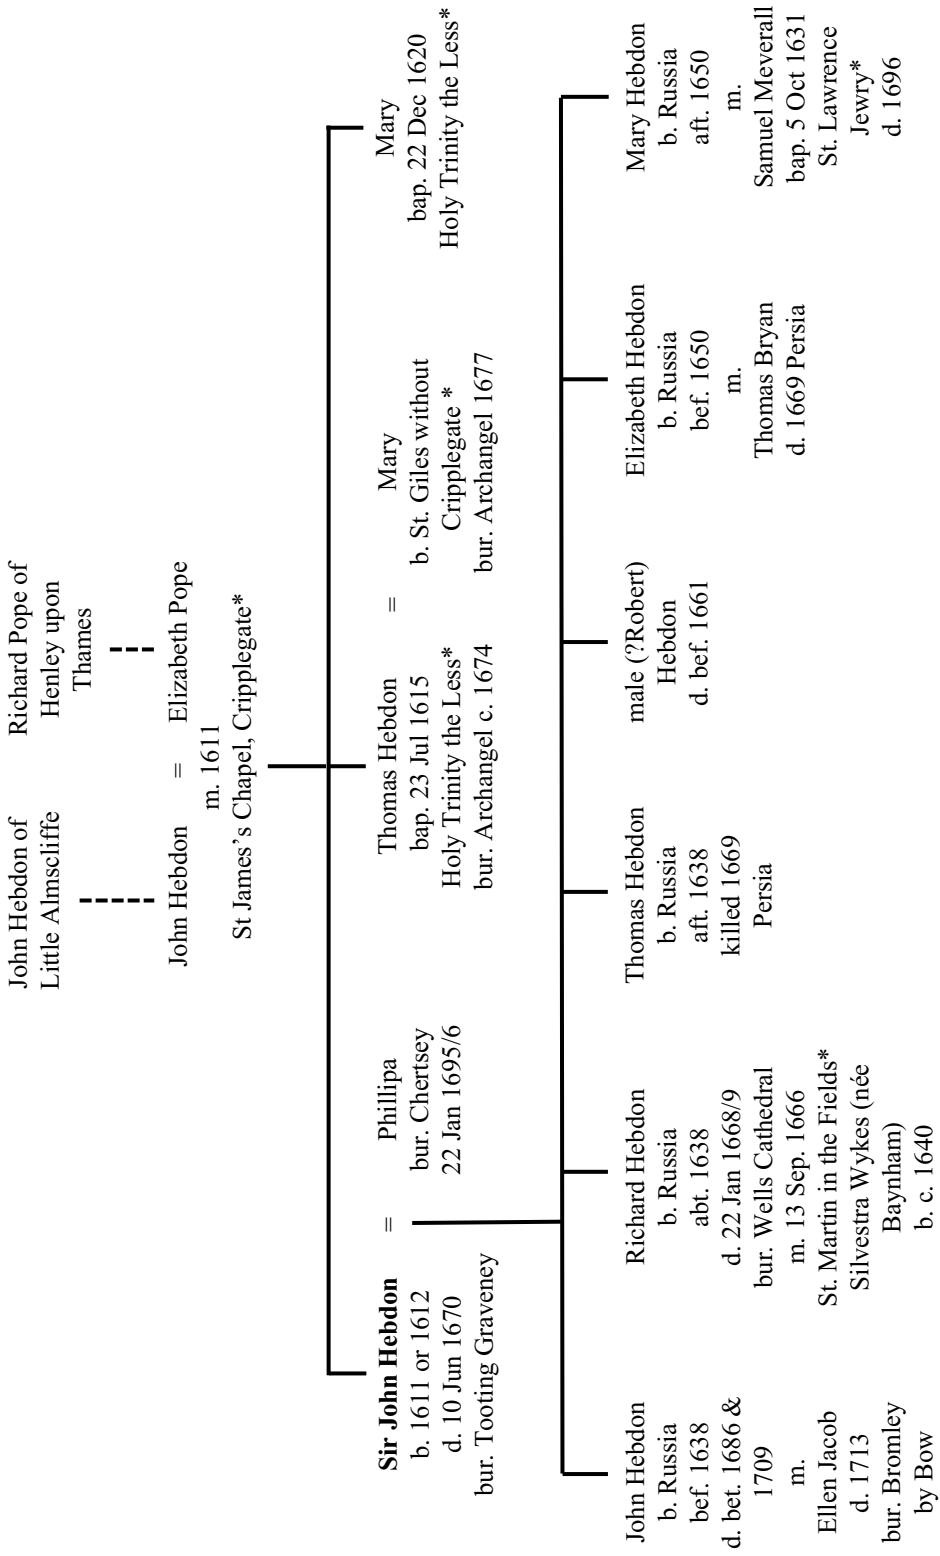 John Hebdon of
Little Almscliffe
Richard Pope of
Henley upon
Thames
John Hebdon = Elizabeth Pope
m. 1611
St James's Chapel, Cripplegate*
Sir John Hebdon
b. 1611 or 1612
d. 10 Jun 1670
bur. Tooting Graveney
=
Phillipa
bur. Chertsey
22 Jan 1695/6
Thomas Hebdon
bap. 23 Jul 1615
Holy Trinity the Less*
bur. Archangel c. 1674
=
Mary
b. St. Giles without
Cripplegate *
bur. Archangel 1677
Mary
bap. 22 Dec 1620
Holy Trinity the Less*
John Hebdon
b. Russia
bef. 1638
d. bet. 1686 &
1709
m.
Ellen Jacob
d. 1713
bur. Bromley
by Bow
Richard Hebdon
b. Russia
abt. 1638
d. 22 Jan 1668/9
bur. Wells Cathedral
m. 13 Sep. 1666
St. Martin in the Fields*
Silvestra Wykes (née
Baynham)
b. c. 1640
Thomas Hebdon
b. Russia
aft. 1638
killed 1669
Persia
male (?Robert)
Hebdon
d. bef. 1661
Elizabeth Hebdon
b. Russia
bef. 1650
m.
Thomas Bryan
d. 1669 Persia
Mary Hebdon
b. Russia
aft. 1650
m.
Samuel Meverall
bap. 5 Oct 1631
St. Lawrence
Jewry*
d. 1696